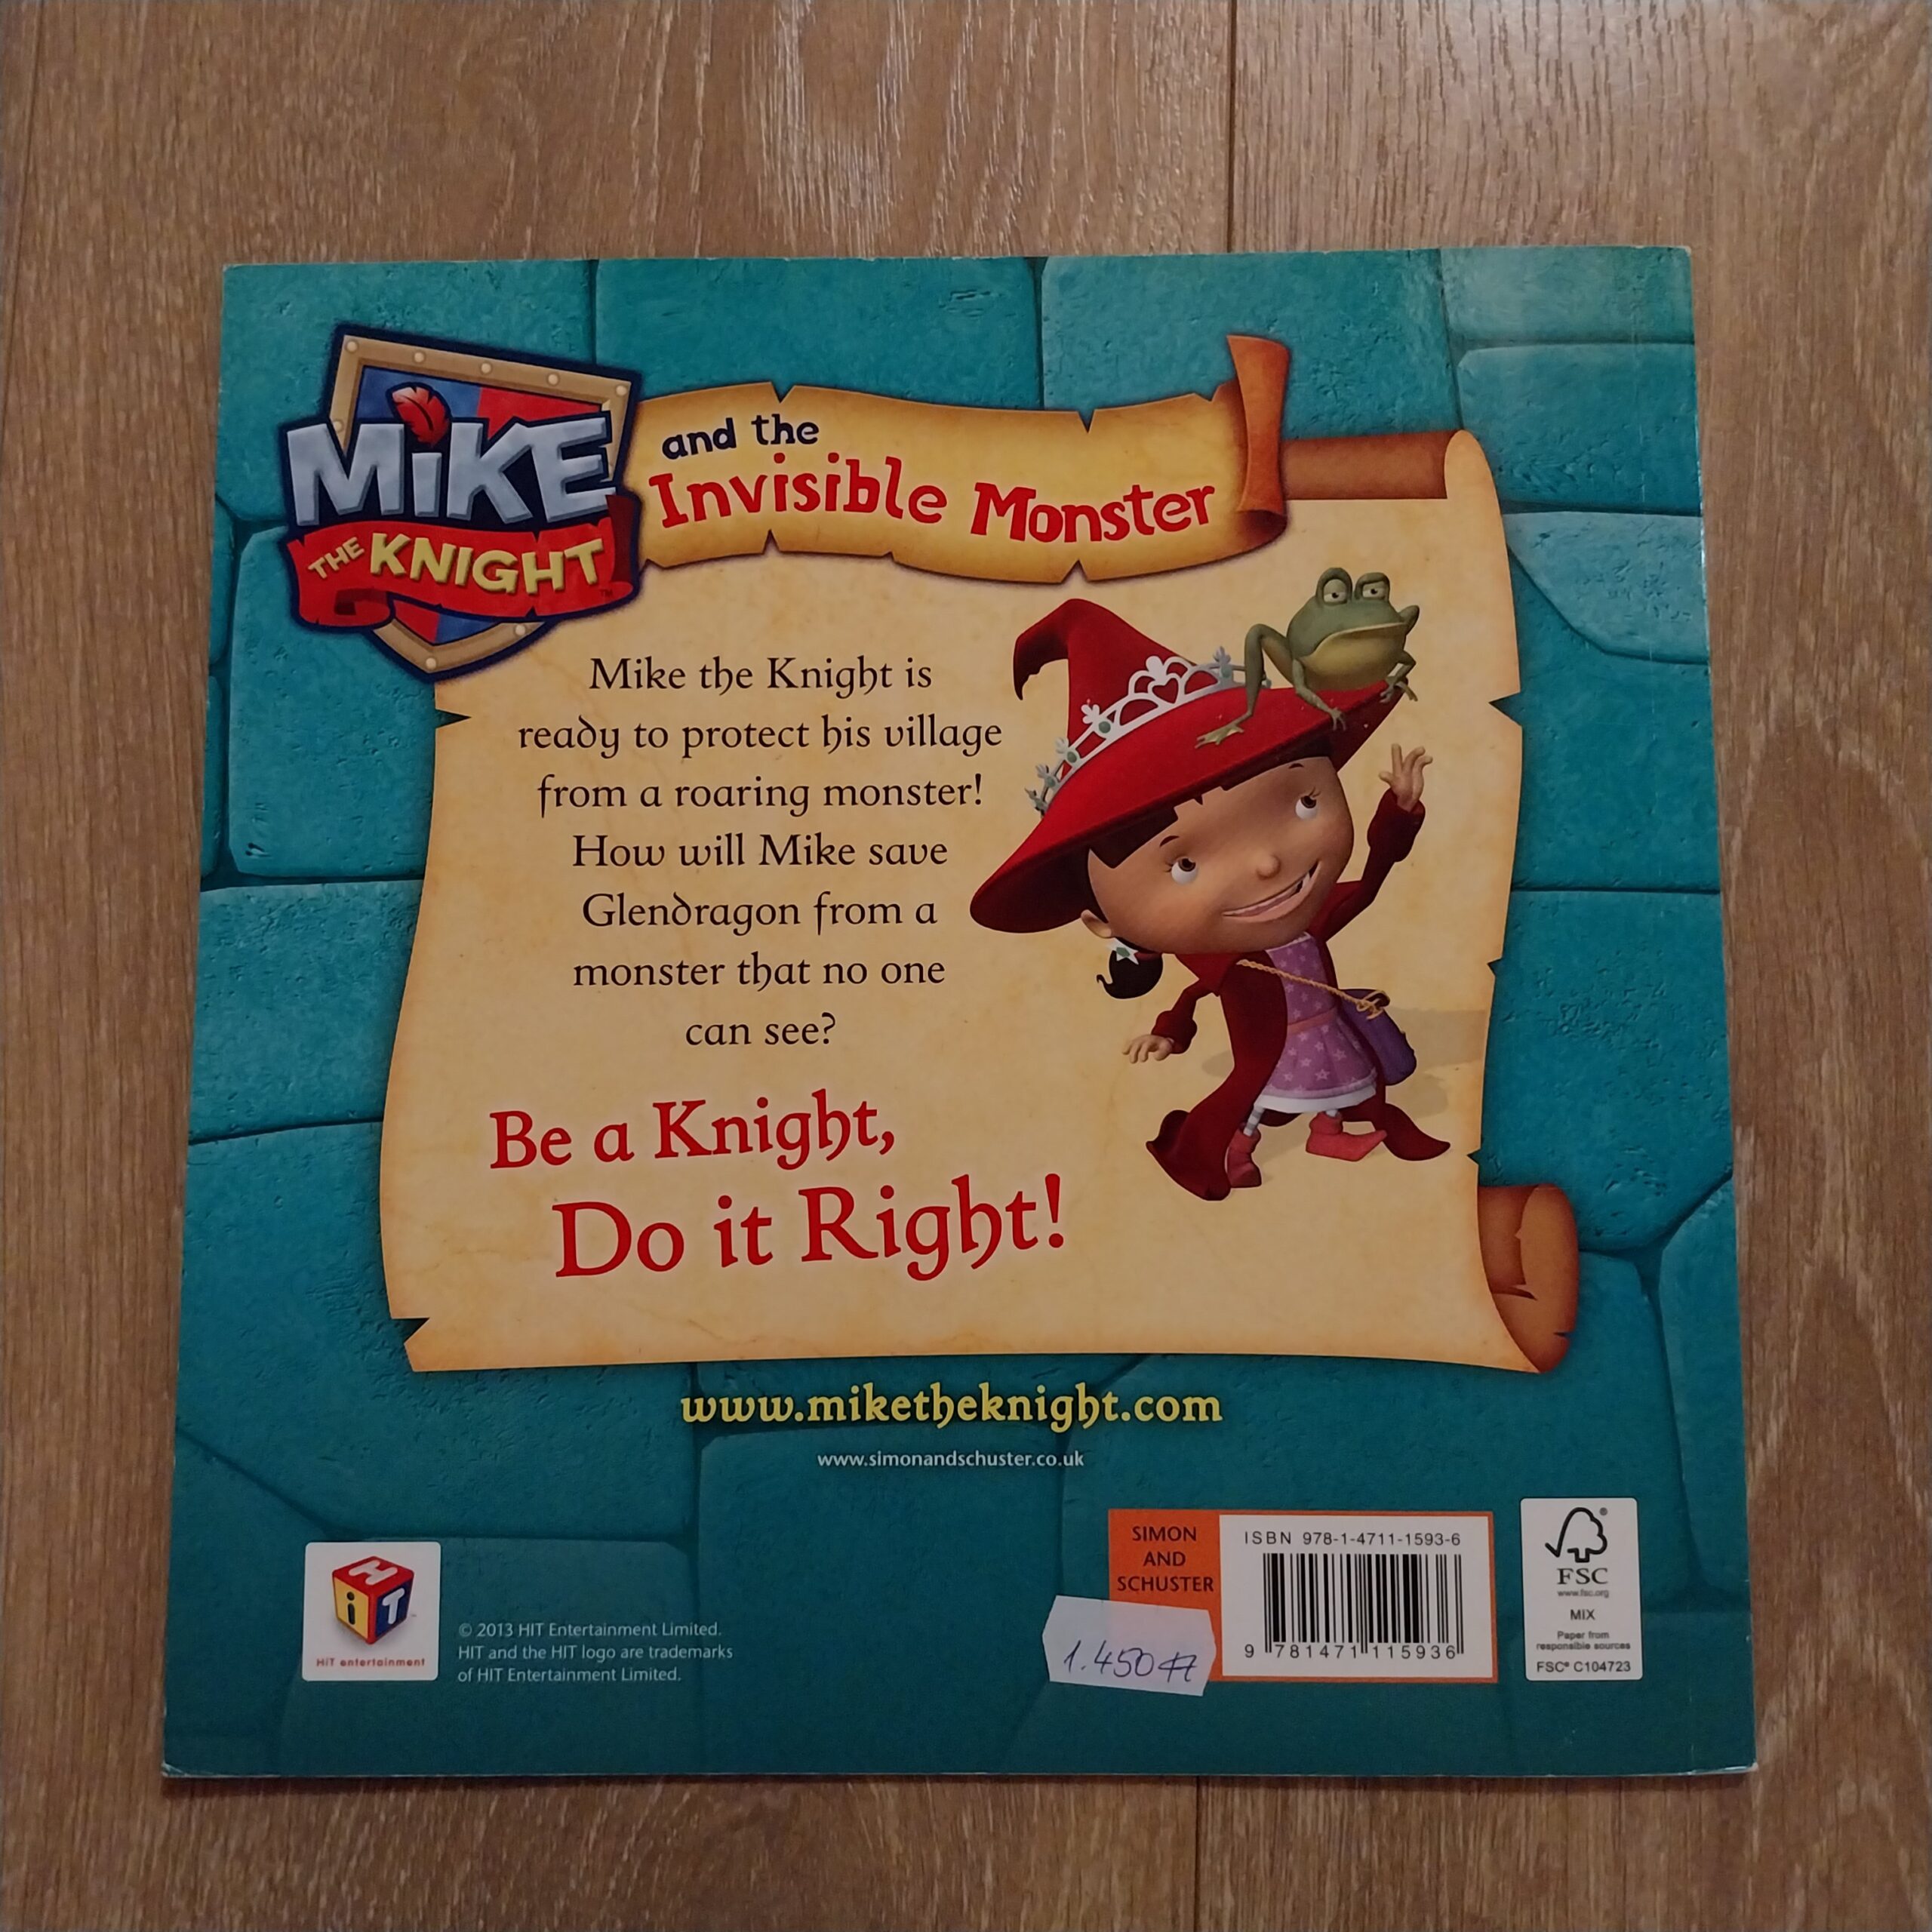 MiKE
THE KNIGHT™
and the
Invisible Monster
Mike the Knight is
ready to protect his village
from a roaring monster!
How will Mike save
Glendragon from a
monster that no one
can see?
Be a Knight,
Do it Right!
www.miketheknight.com
www.simonandschuster.co.uk
HiT
HiT entertainment
© 2013 HIT Entertainment Limited.
HIT and the HIT logo are trademarks
of HIT Entertainment Limited.
SIMON
AND
SCHUSTER
1.450 Ft
ISBN 978-1-4711-1593-6
9 781471 115936
FSC
www.fsc.org
MIX
Paper from
responsible sources
FSC® C104723